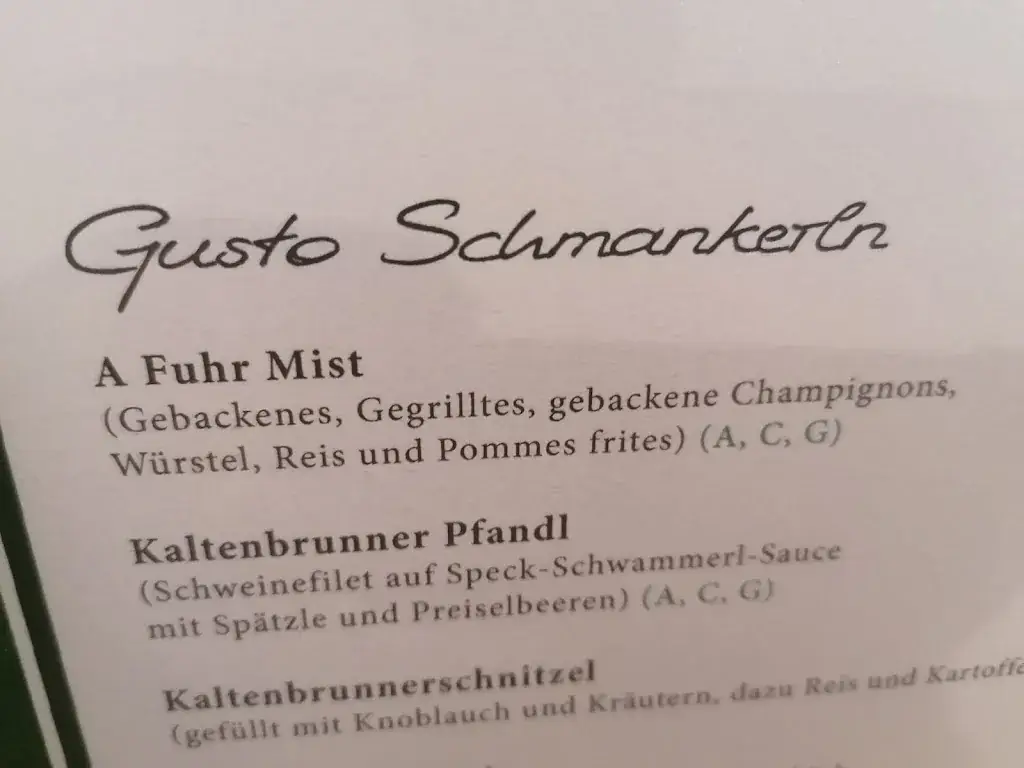 Gusto Schmankerln
A Fuhr Mist
(Gebackenes, Gegrilltes, gebackene Champignons,
Würstel, Reis und Pommes frites) (A, C, G)
Kaltenbrunner Pfandl
(Schweinefilet auf Speck-Schwammerl-Sauce
mit Spätzle und Preiselbeeren) (A, C, G)
Kaltenbrunnerschnitzel
(gefüllt mit Knoblauch und Kräutern, dazu Reis und